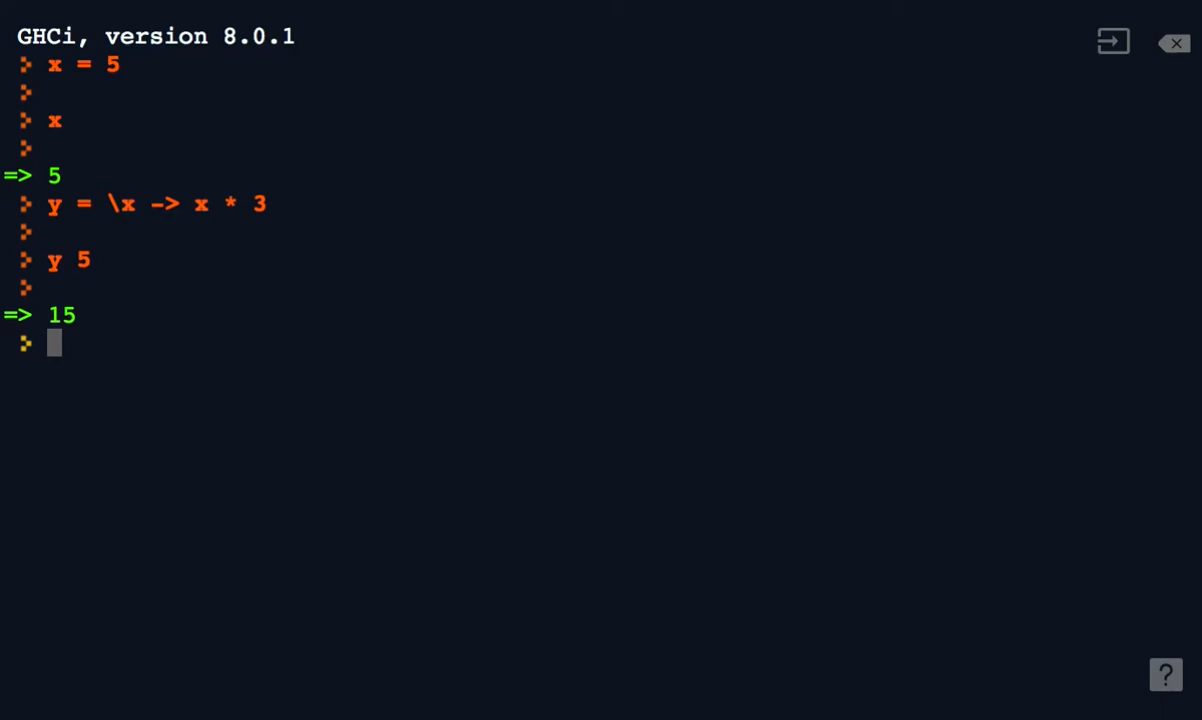 GHCi, version 8.0.1
> x = 5
>
> x
>
=> 5
> y = \x -> x * 3
>
> y 5
>
=> 15
>
?